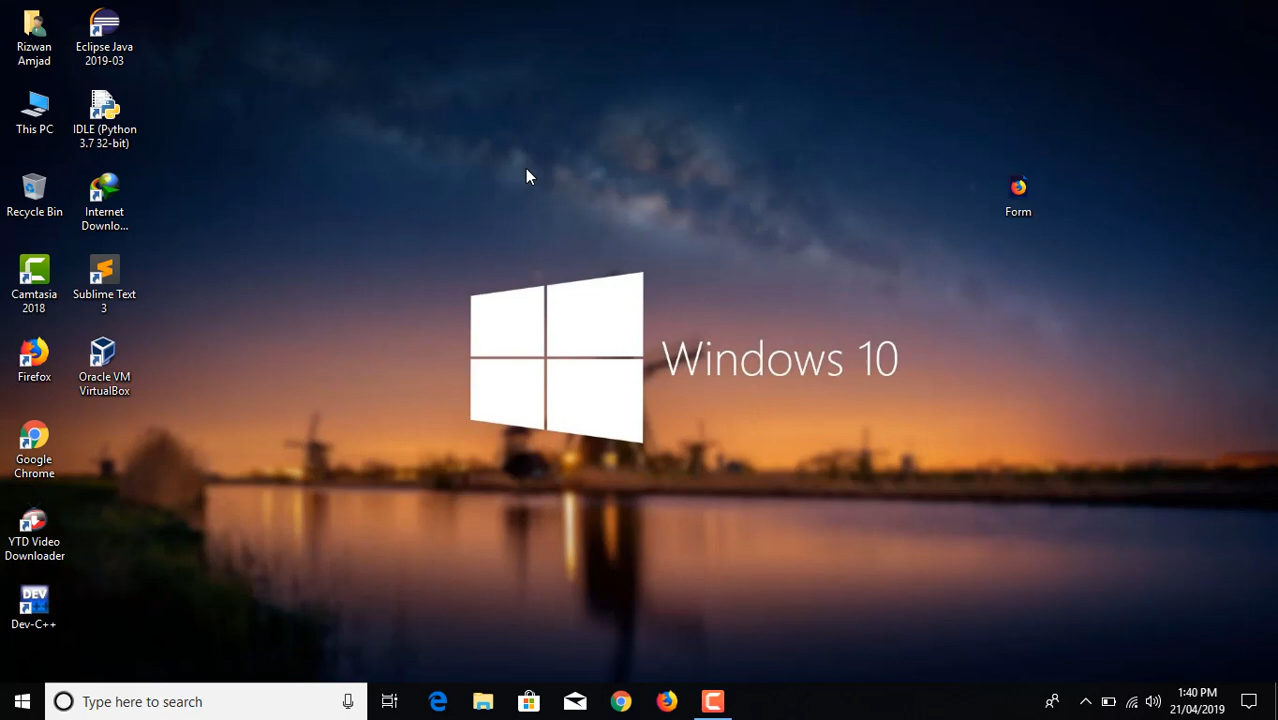 Rizwan
Amjad
Eclipse Java
2019-03
This PC
IDLE (Python
3.7 32-bit)
Recycle Bin
Internet
Downlo...
Form
Camtasia
2018
Sublime Text
3
Firefox
Oracle VM
VirtualBox
Windows 10
Google
Chrome
YTD Video
Downloader
DEV
Dev-C++
Type here to search
1:40 PM
21/04/2019